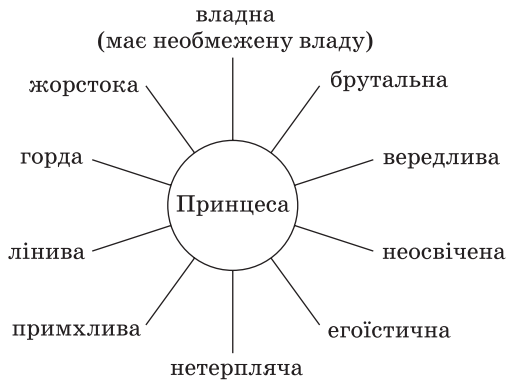 владна
(має необмежену владу)
жорстока
брутальна
горда
вередлива
Принцеса
лінива
неосвічена
примхлива
егоїстична
нетерпляча